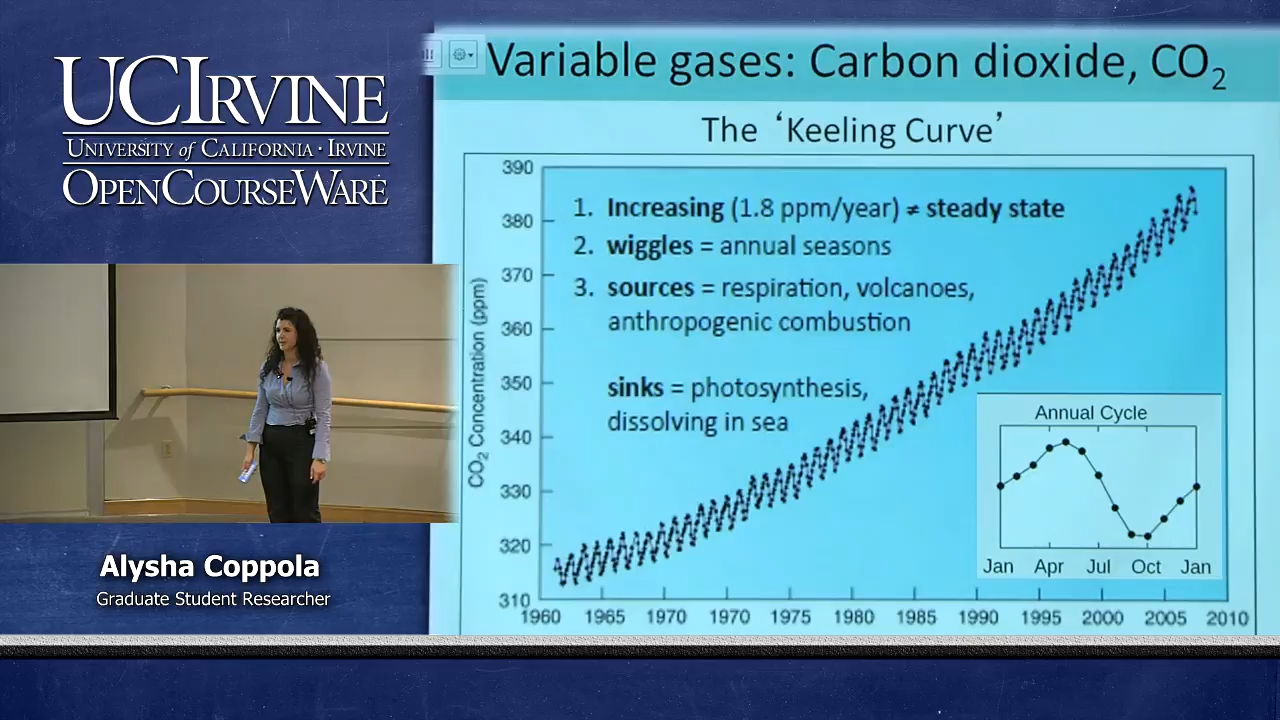 UCIRVINE
UNIVERSITY of CALIFORNIA · IRVINE
OPENCOURSEWARE
Alysha Coppola
Graduate Student Researcher
Variable gases: Carbon dioxide, CO2
The ‘Keeling Curve’
CO2 Concentration (ppm)
390
380
370
360
350
340
330
320
310
1. Increasing (1.8 ppm/year) ≠ steady state
2. wiggles = annual seasons
3. sources = respiration, volcanoes,
anthropogenic combustion
sinks = photosynthesis,
dissolving in sea
Annual Cycle
Jan Apr Jul Oct Jan
1960 1965 1970 1970 1975 1980 1985 1990 1995 2000 2005 2010